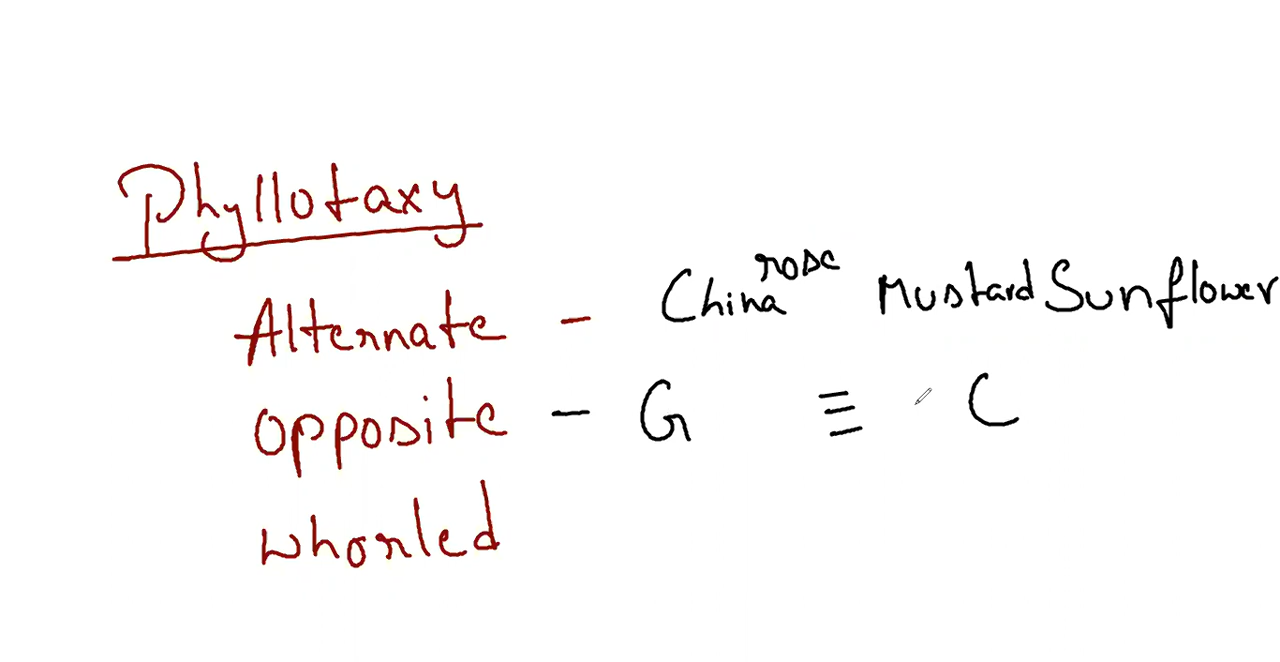 Phyllotaxy
Alternate - China rose Mustard Sunflower
Opposite - G ≡ C
Whorled